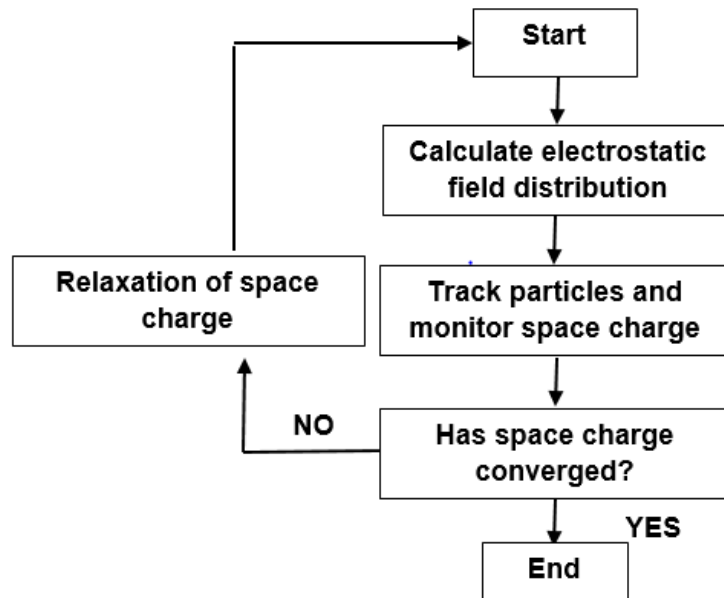 Start
Calculate electrostatic
field distribution
Relaxation of space
charge
Track particles and
monitor space charge
NO
Has space charge
converged?
YES
End